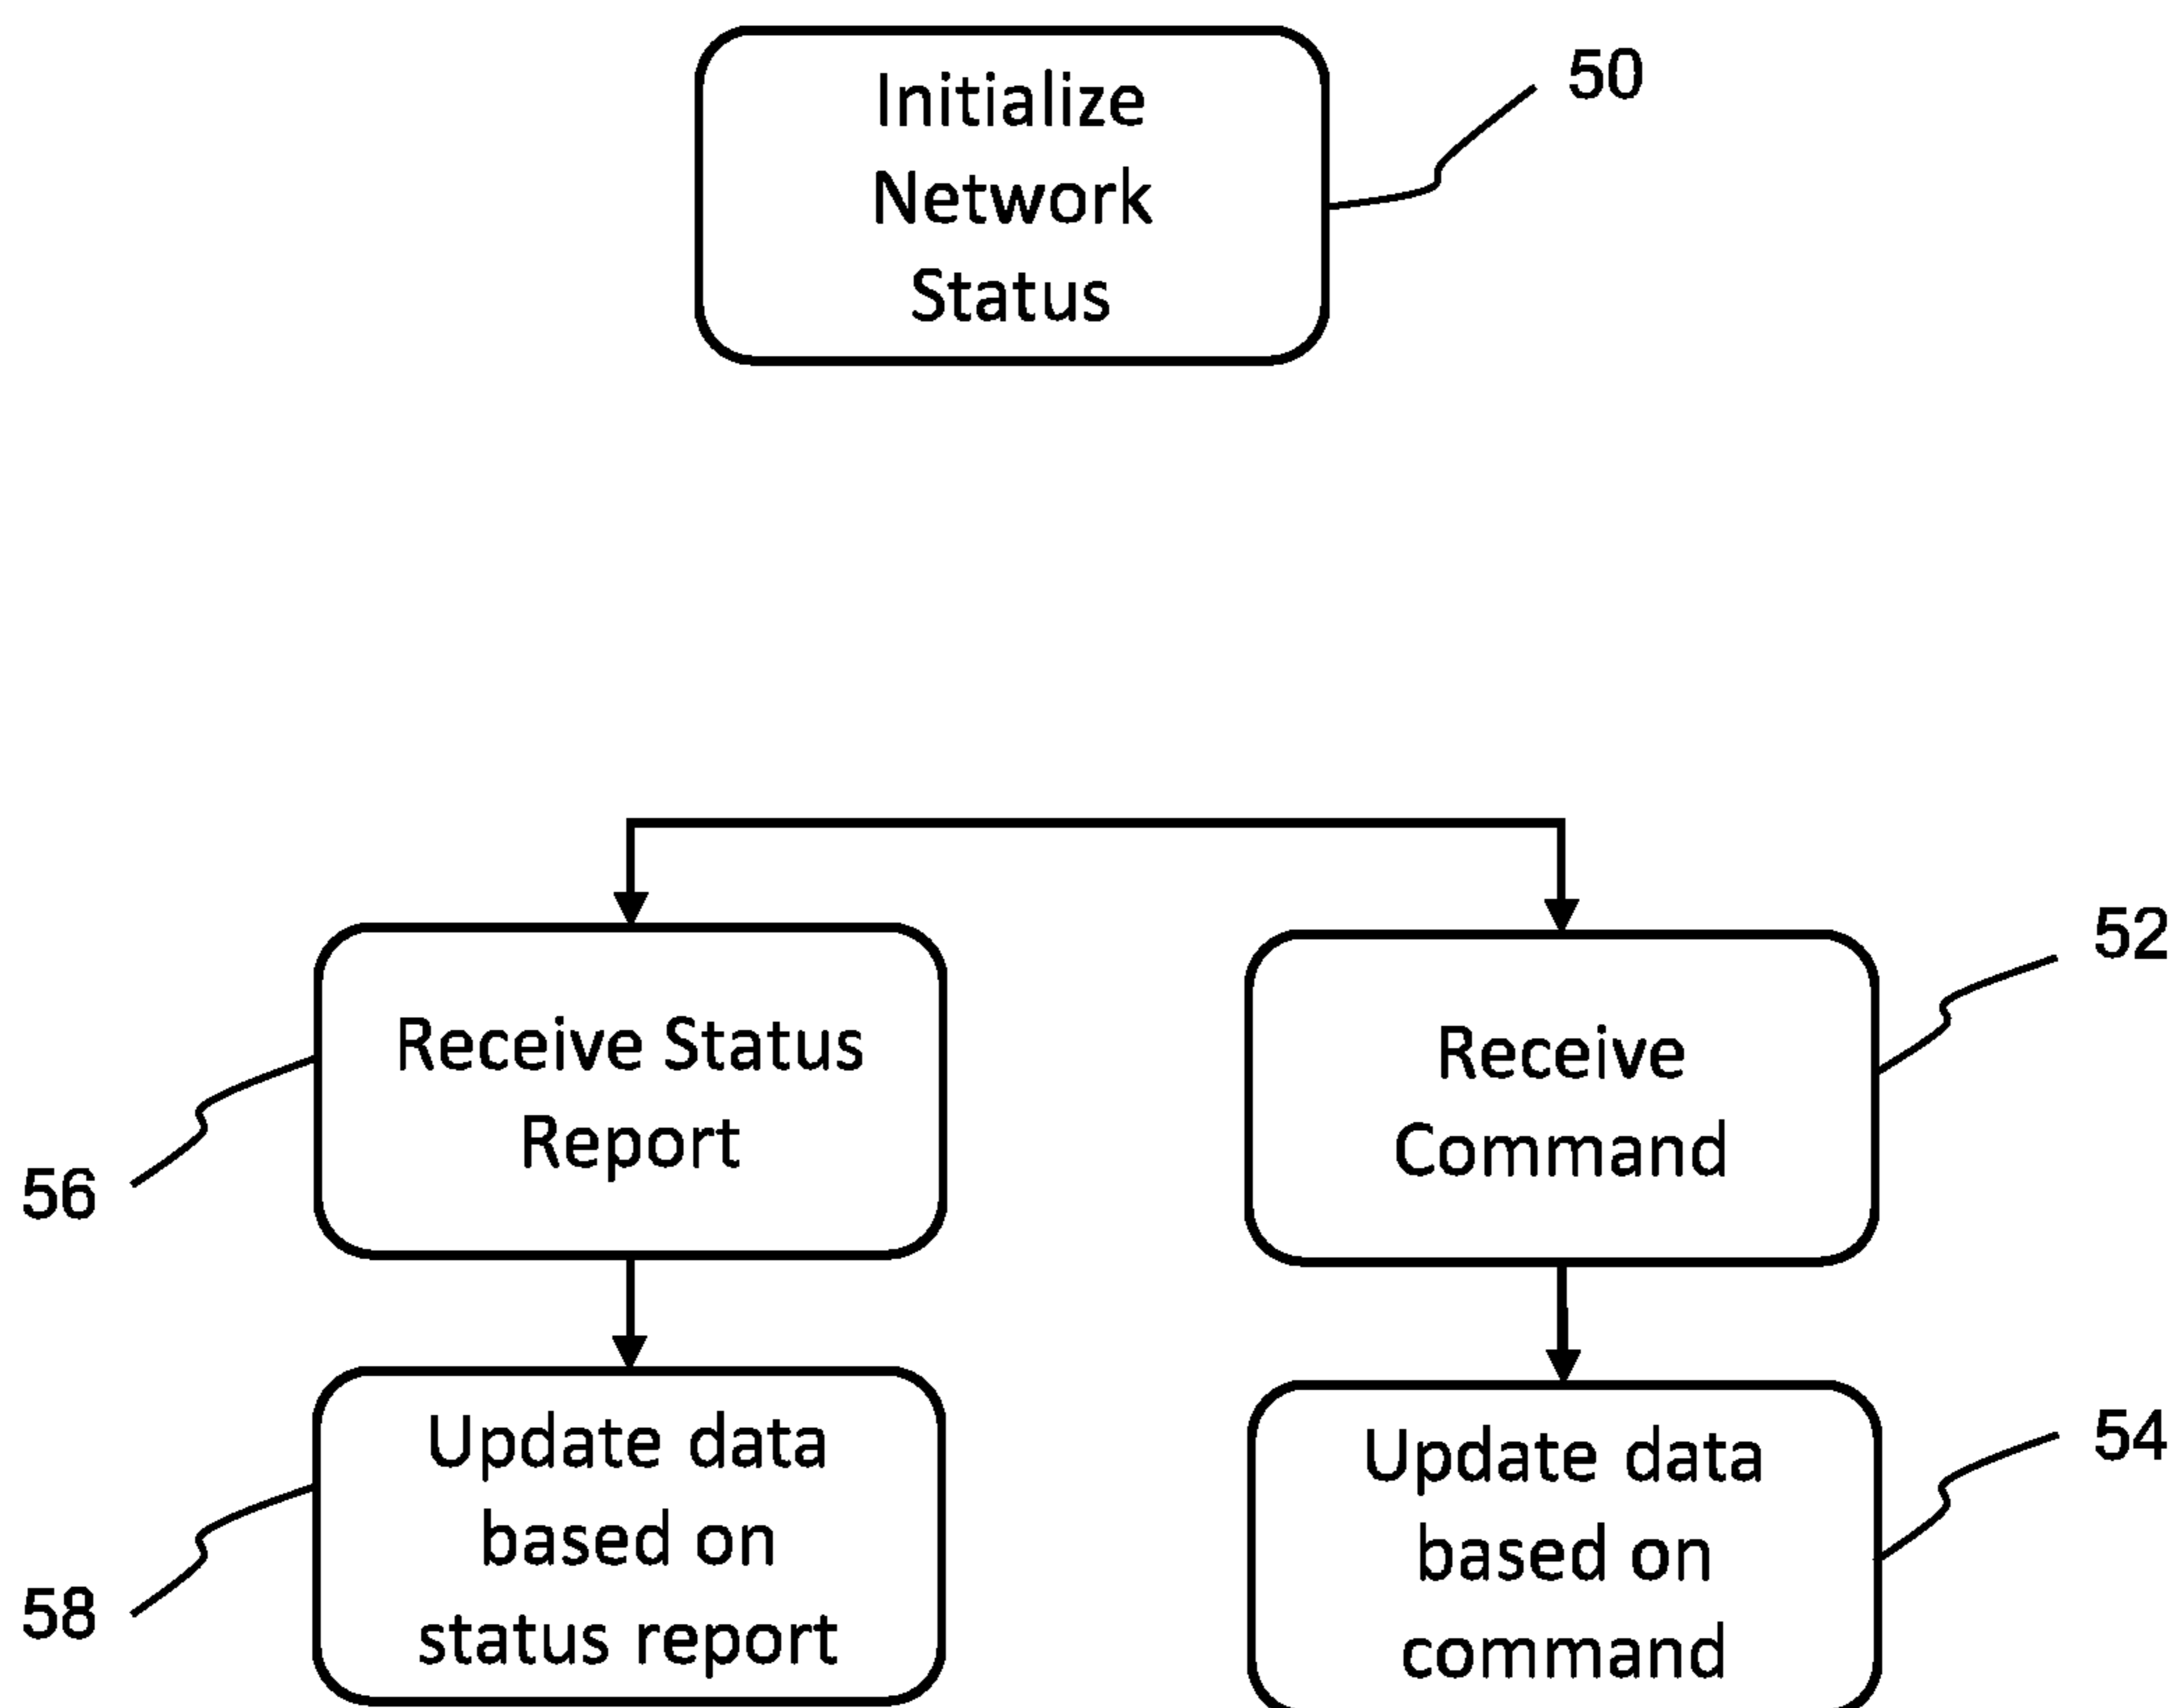 Initialize
Network
Status
50
Receive Status
Report
56
Receive
Command
52
Update data
based on
status report
58
Update data
based on
command
54